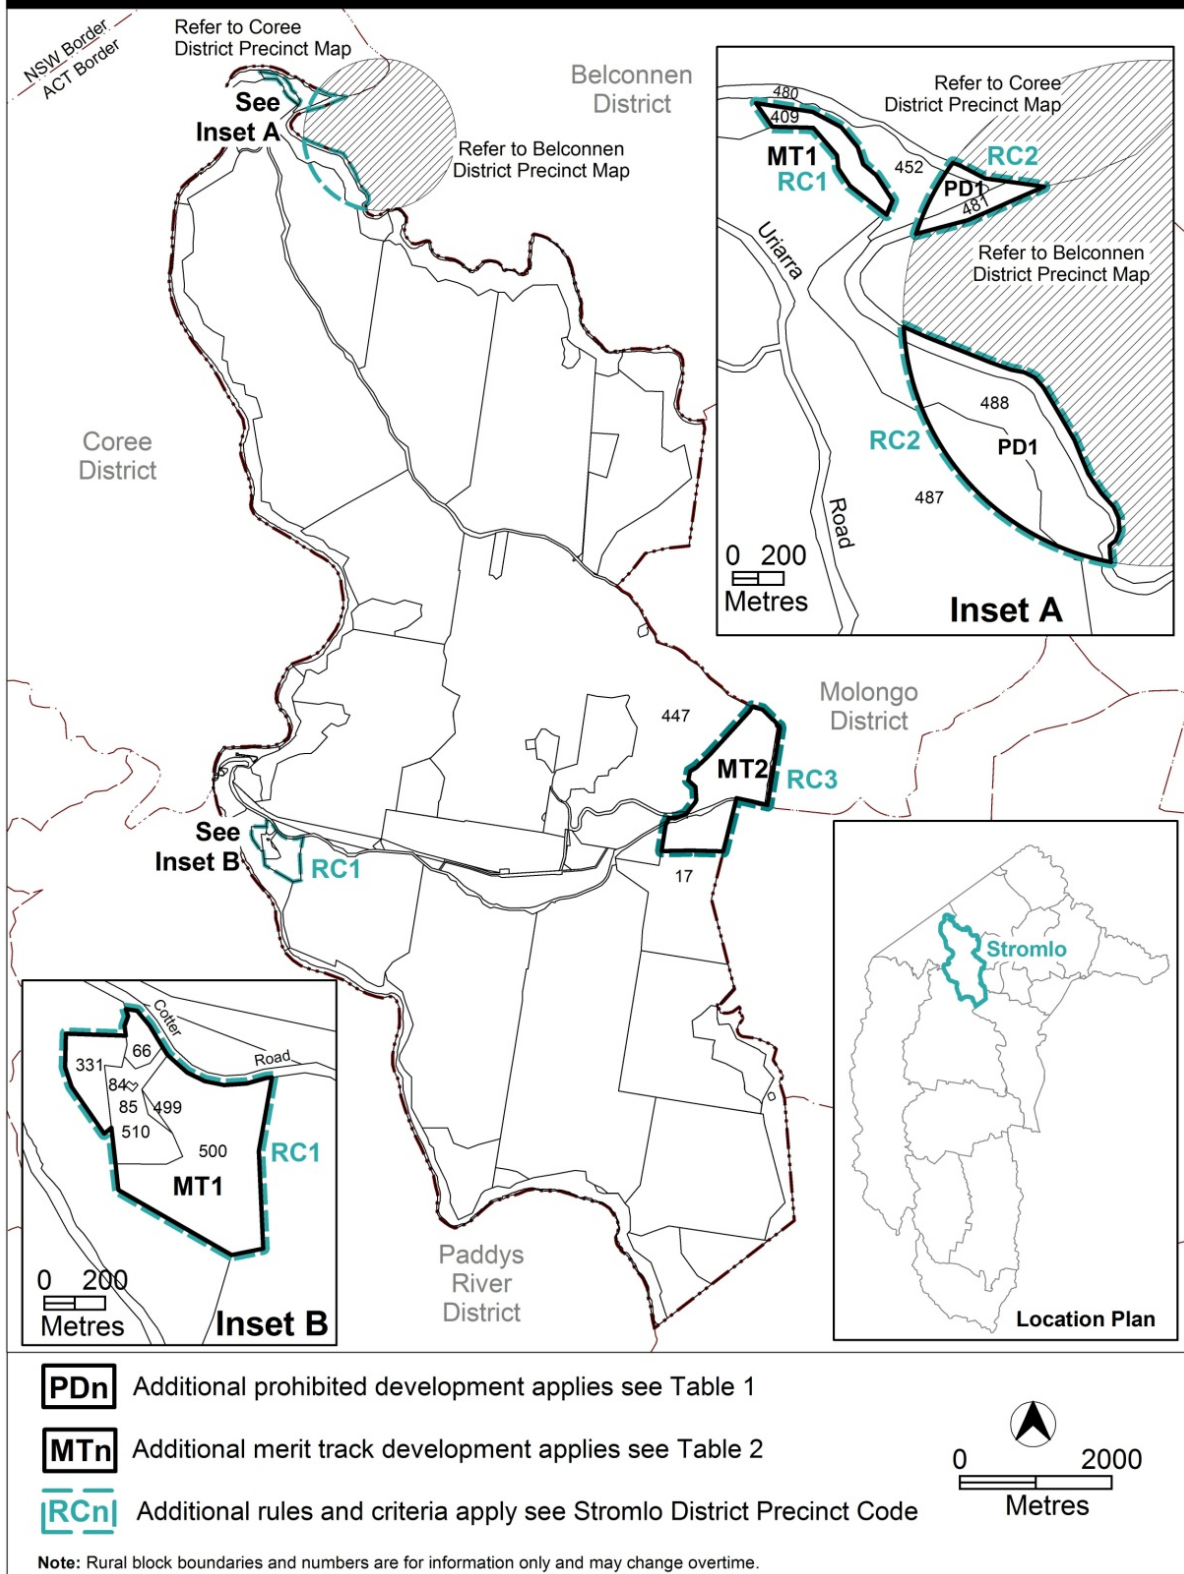 NSW Border
ACT Border
Refer to Coree
District Precinct Map
See
Inset A
Belconnen
District
Refer to Belconnen
District Precinct Map
Coree
District
447
MT2
RC3
Molonglo
District
17
See
Inset B
RC1
Paddys
River
District
480
409
MT1
RC1
452
Refer to Coree
District Precinct Map
RC2
PD1
481
Refer to Belconnen
District Precinct Map
Uriarra
Road
488
PD1
RC2
487
0 200
Metres
Inset A
Cotter
Road
66
331
84
85
499
510
500
MT1
RC1
0 200
Metres
Inset B
Stromlo
Location Plan
PDn Additional prohibited development applies see Table 1
MTn Additional merit track development applies see Table 2
RCn Additional rules and criteria apply see Stromlo District Precinct Code
0 2000
Metres
Note: Rural block boundaries and numbers are for information only and may change overtime.